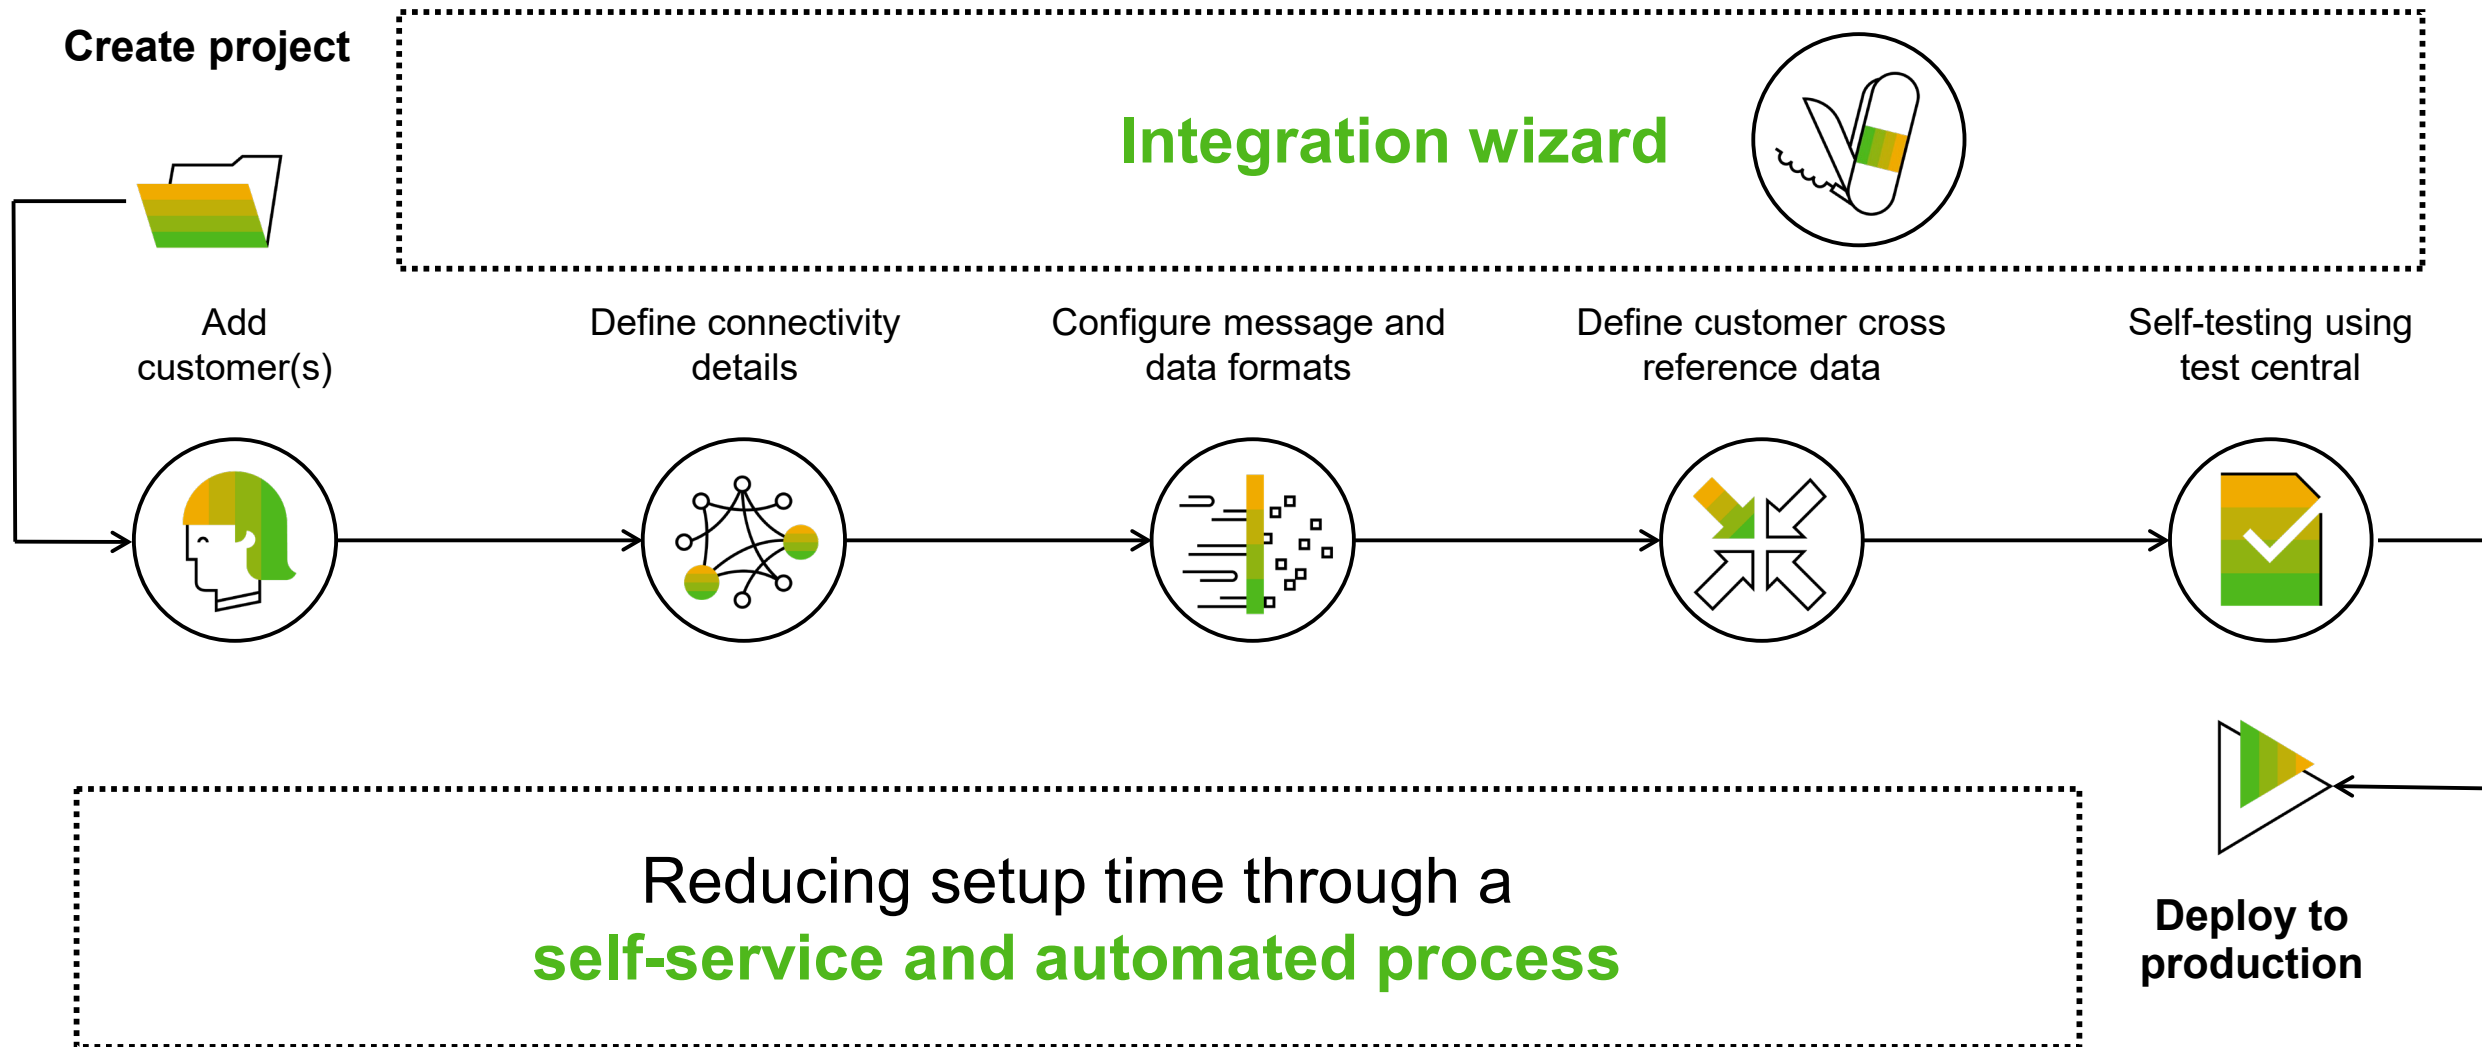 Create project
Integration wizard
Add
customer(s)
Define connectivity
details
Configure message and
data formats
Define customer cross
reference data
Self-testing using
test central
Reducing setup time through a
self-service and automated process
Deploy to
production